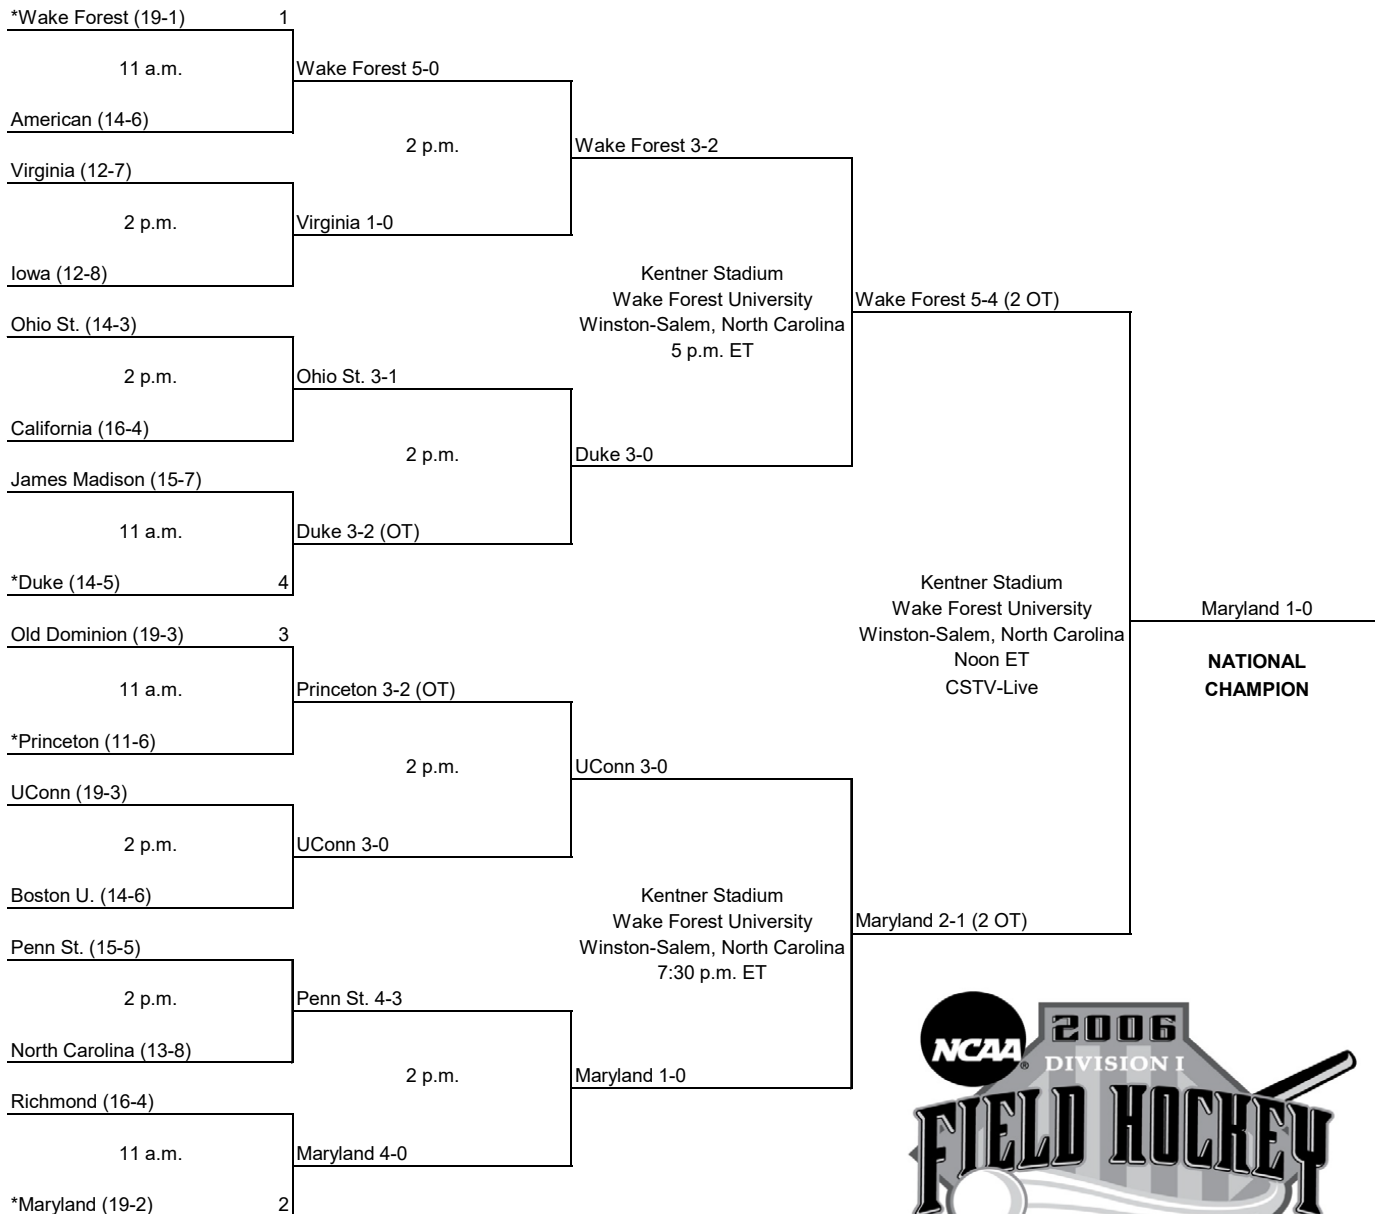 *Wake Forest (19-1) 1
11 a.m.
Wake Forest 5-0
American (14-6)
2 p.m.
Wake Forest 3-2
Virginia (12-7)
2 p.m.
Virginia 1-0
Iowa (12-8)
Kentner Stadium
Wake Forest University
Winston-Salem, North Carolina
5 p.m. ET
Wake Forest 5-4 (2 OT)
Ohio St. (14-3)
2 p.m.
Ohio St. 3-1
California (16-4)
2 p.m.
Duke 3-0
James Madison (15-7)
11 a.m.
Duke 3-2 (OT)
*Duke (14-5) 4
Kentner Stadium
Wake Forest University
Winston-Salem, North Carolina
Noon ET
CSTV-Live
Maryland 1-0
NATIONAL
CHAMPION
Old Dominion (19-3) 3
11 a.m.
Princeton 3-2 (OT)
*Princeton (11-6)
2 p.m.
UConn 3-0
UConn (19-3)
2 p.m.
UConn 3-0
Boston U. (14-6)
Kentner Stadium
Wake Forest University
Winston-Salem, North Carolina
7:30 p.m. ET
Maryland 2-1 (2 OT)
Penn St. (15-5)
2 p.m.
Penn St. 4-3
North Carolina (13-8)
2 p.m.
Maryland 1-0
Richmond (16-4)
11 a.m.
Maryland 4-0
*Maryland (19-2) 2
NCAA®
2006
DIVISION I
FIELD HOCKEY